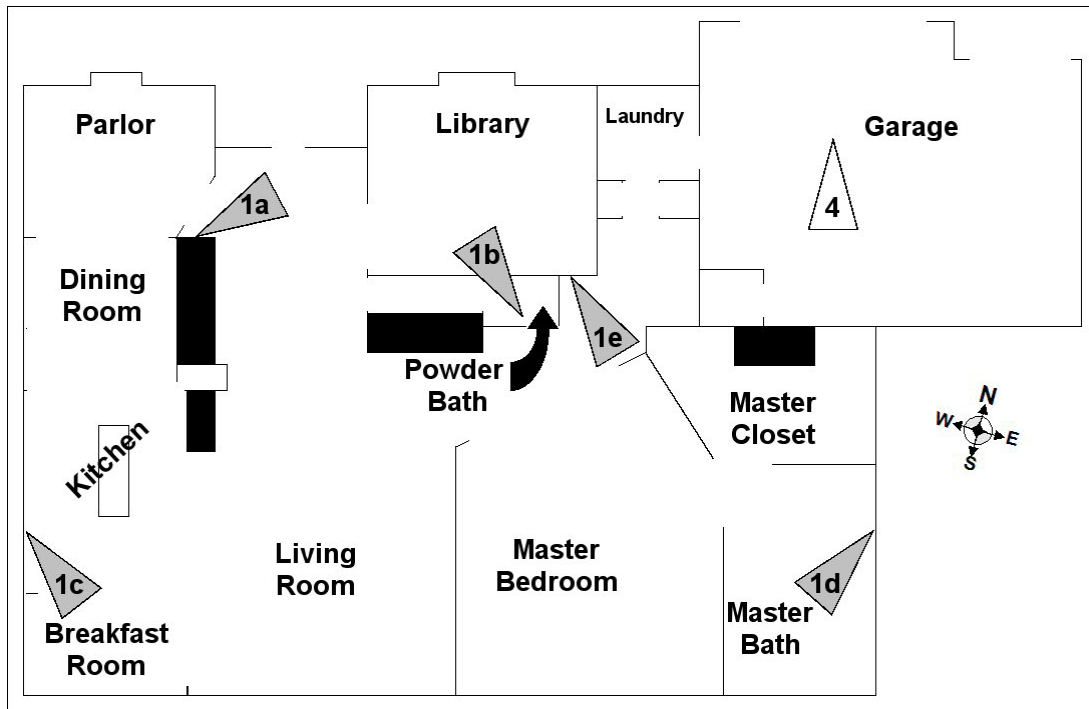 Parlor
Library
Laundry
Garage
1a
4
1b
Dining
Room
1e
Powder
Bath
Master
Closet
N
W
E
S
Kitchen
Living
Room
Master
Bedroom
1c
1d
Breakfast
Room
Master
Bath